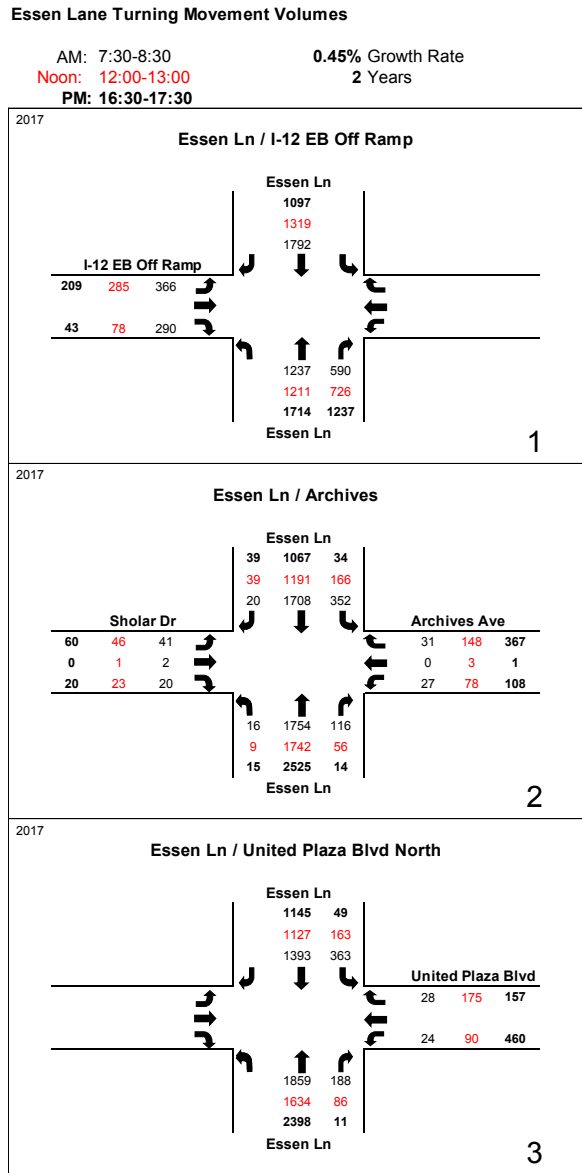 Essen Lane Turning Movement Volumes
AM: 7:30-8:30 0.45% Growth Rate
Noon: 12:00-13:00 2 Years
PM: 16:30-17:30
2017
Essen Ln / I-12 EB Off Ramp
Essen Ln
1097
1319
1792
I-12 EB Off Ramp
209 285 366
43 78 290
1237 590
1211 726
1714 1237
Essen Ln
1
2017
Essen Ln / Archives
Essen Ln
39 1067 34
39 1191 166
20 1708 352
Sholar Dr Archives Ave
60 46 41 31 148 367
0 1 2 0 3 1
20 23 20 27 78 108
16 1754 116
9 1742 56
15 2525 14
Essen Ln
2
2017
Essen Ln / United Plaza Blvd North
Essen Ln
1145 49
1127 163
1393 363
United Plaza Blvd
28 175 157
24 90 460
1859 188
1634 86
2398 11
Essen Ln
3